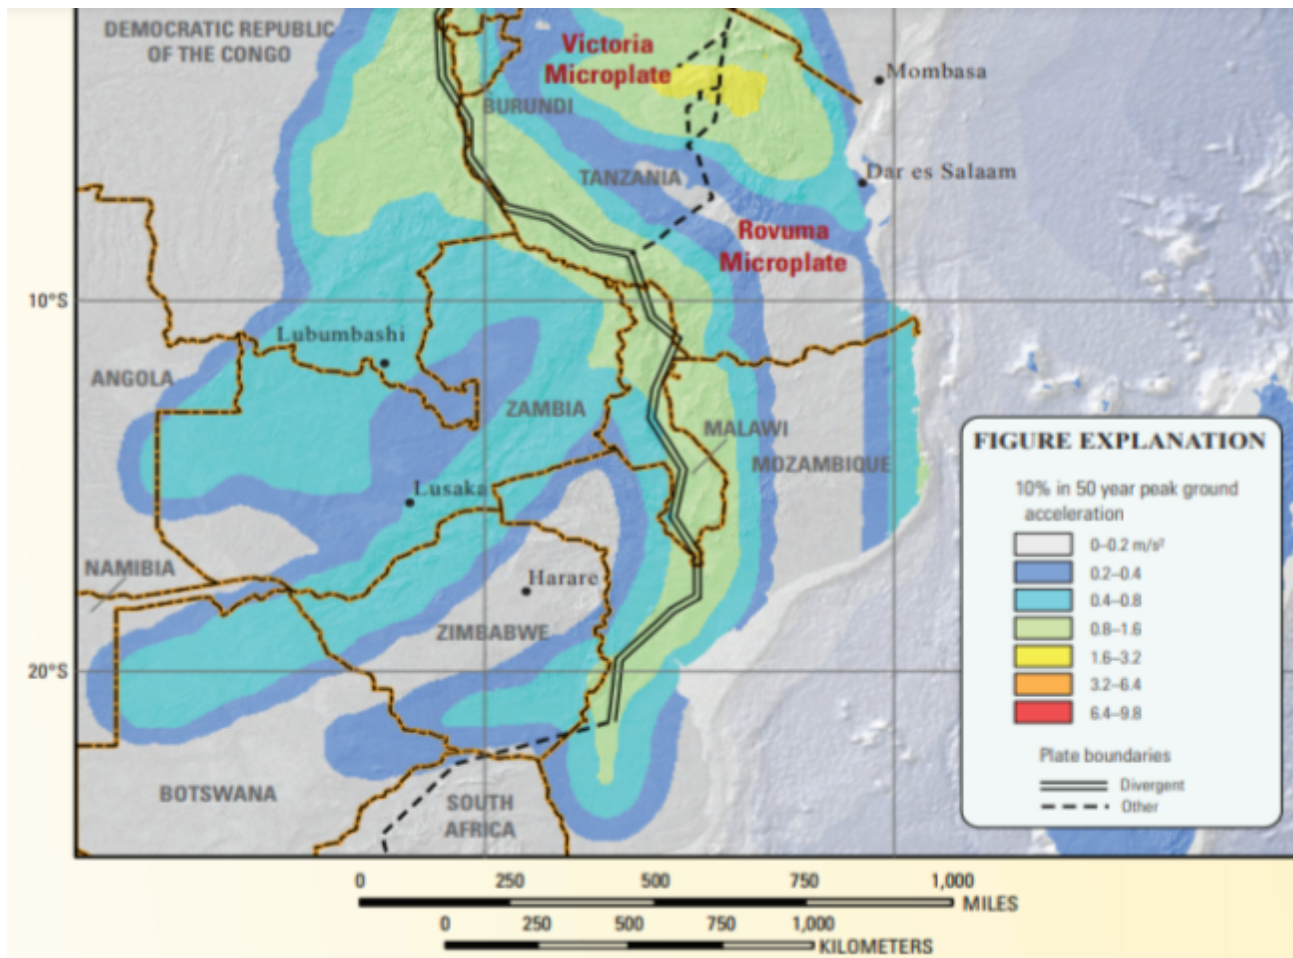 DEMOCRATIC REPUBLIC
OF THE CONGO
Victoria
Microplate
Mombasa
BURUNDI
TANZANIA
Dar es Salaam
Rovuma
Microplate
10°S
Lubumbashi
ANGOLA
ZAMBIA
MALAWI
MOZAMBIQUE
Lusaka
NAMIBIA
Harare
ZIMBABWE
20°S
BOTSWANA
SOUTH
AFRICA
FIGURE EXPLANATION
10% in 50 year peak ground
acceleration
0–0.2 m/s²
0.2–0.4
0.4–0.8
0.8–1.6
1.6–3.2
3.2–6.4
6.4–9.8
Plate boundaries
Divergent
Other
0 250 500 750 1,000
MILES
0 250 500 750 1,000
KILOMETERS